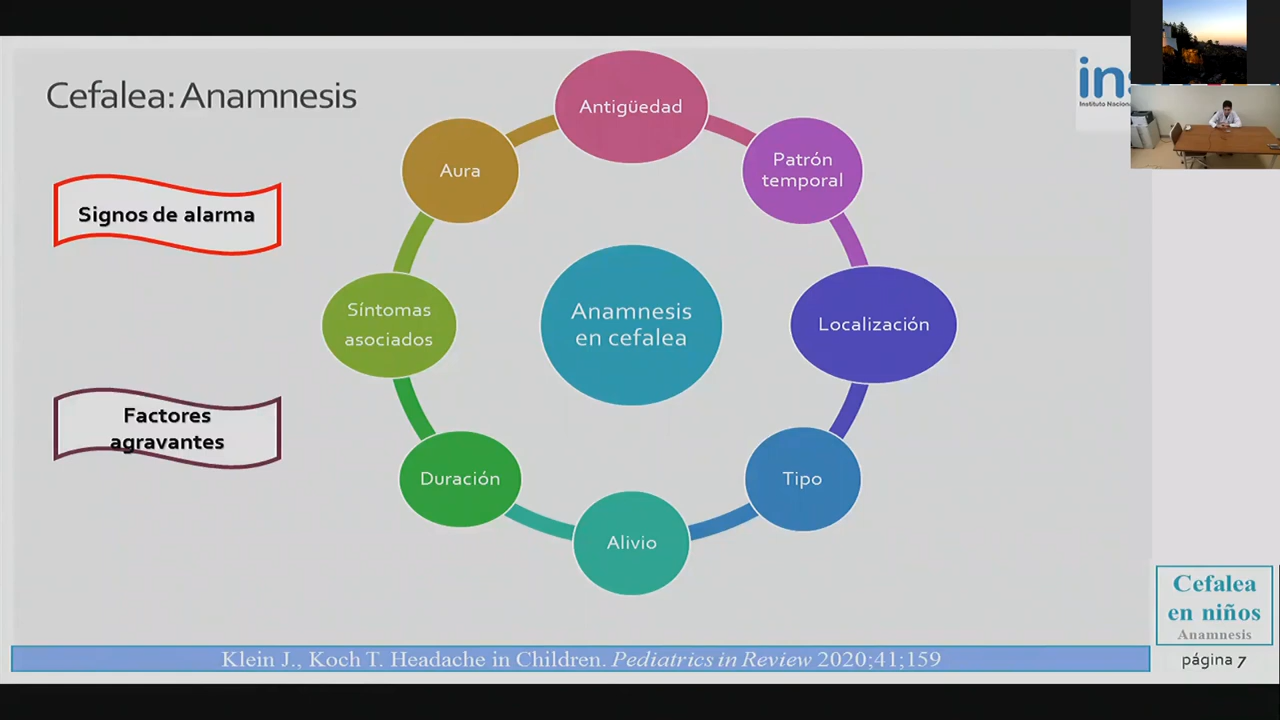 Cefalea: Anamnesis
Signos de alarma
Factores
agravantes
Antigüedad
Patrón
temporal
Localización
Tipo
Alivio
Duración
Síntomas
asociados
Aura
Anamnesis
en cefalea
Instituto
Cefalea
en niños
Anamnesis
página 7
Klein J., Koch T. Headache in Children. Pediatrics in Review 2020;41;159